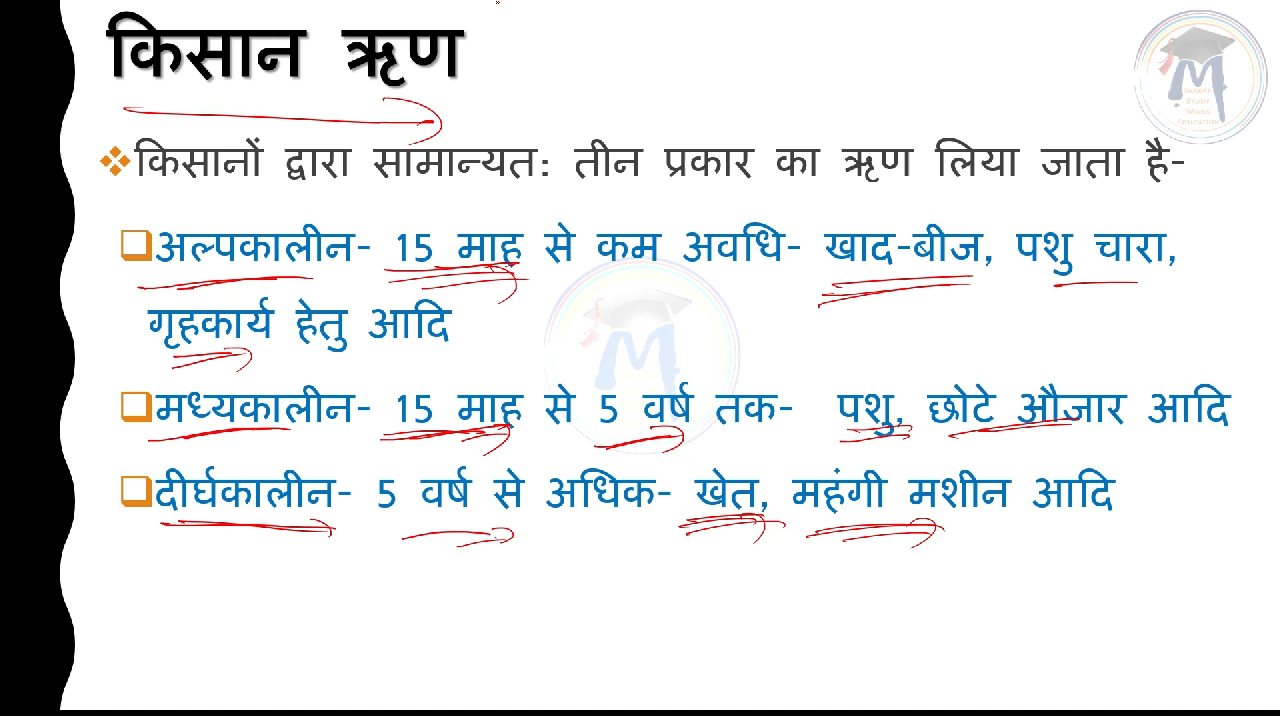 किसान ऋण
किसानों द्वारा सामान्यत: तीन प्रकार का ऋण लिया जाता है-
अल्पकालीन- 15 माह से कम अवधि- खाद-बीज, पशु चारा,
गृहकार्य हेतु आदि
मध्यकालीन- 15 माह से 5 वर्ष तक- पशु, छोटे औजार आदि
दीर्घकालीन- 5 वर्ष से अधिक- खेत, महंगी मशीन आदि